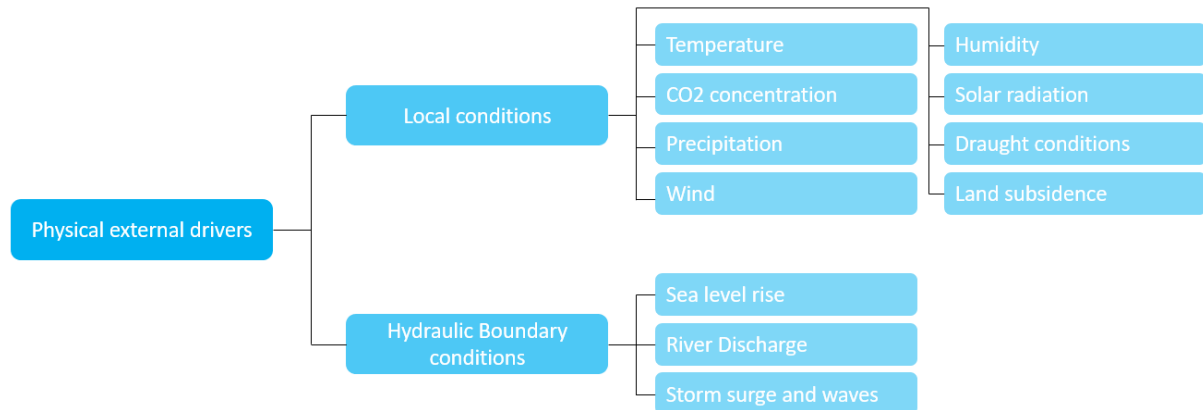 Physical external drivers
Local conditions
Temperature
CO2 concentration
Precipitation
Wind
Humidity
Solar radiation
Draught conditions
Land subsidence
Hydraulic Boundary
conditions
Sea level rise
River Discharge
Storm surge and waves